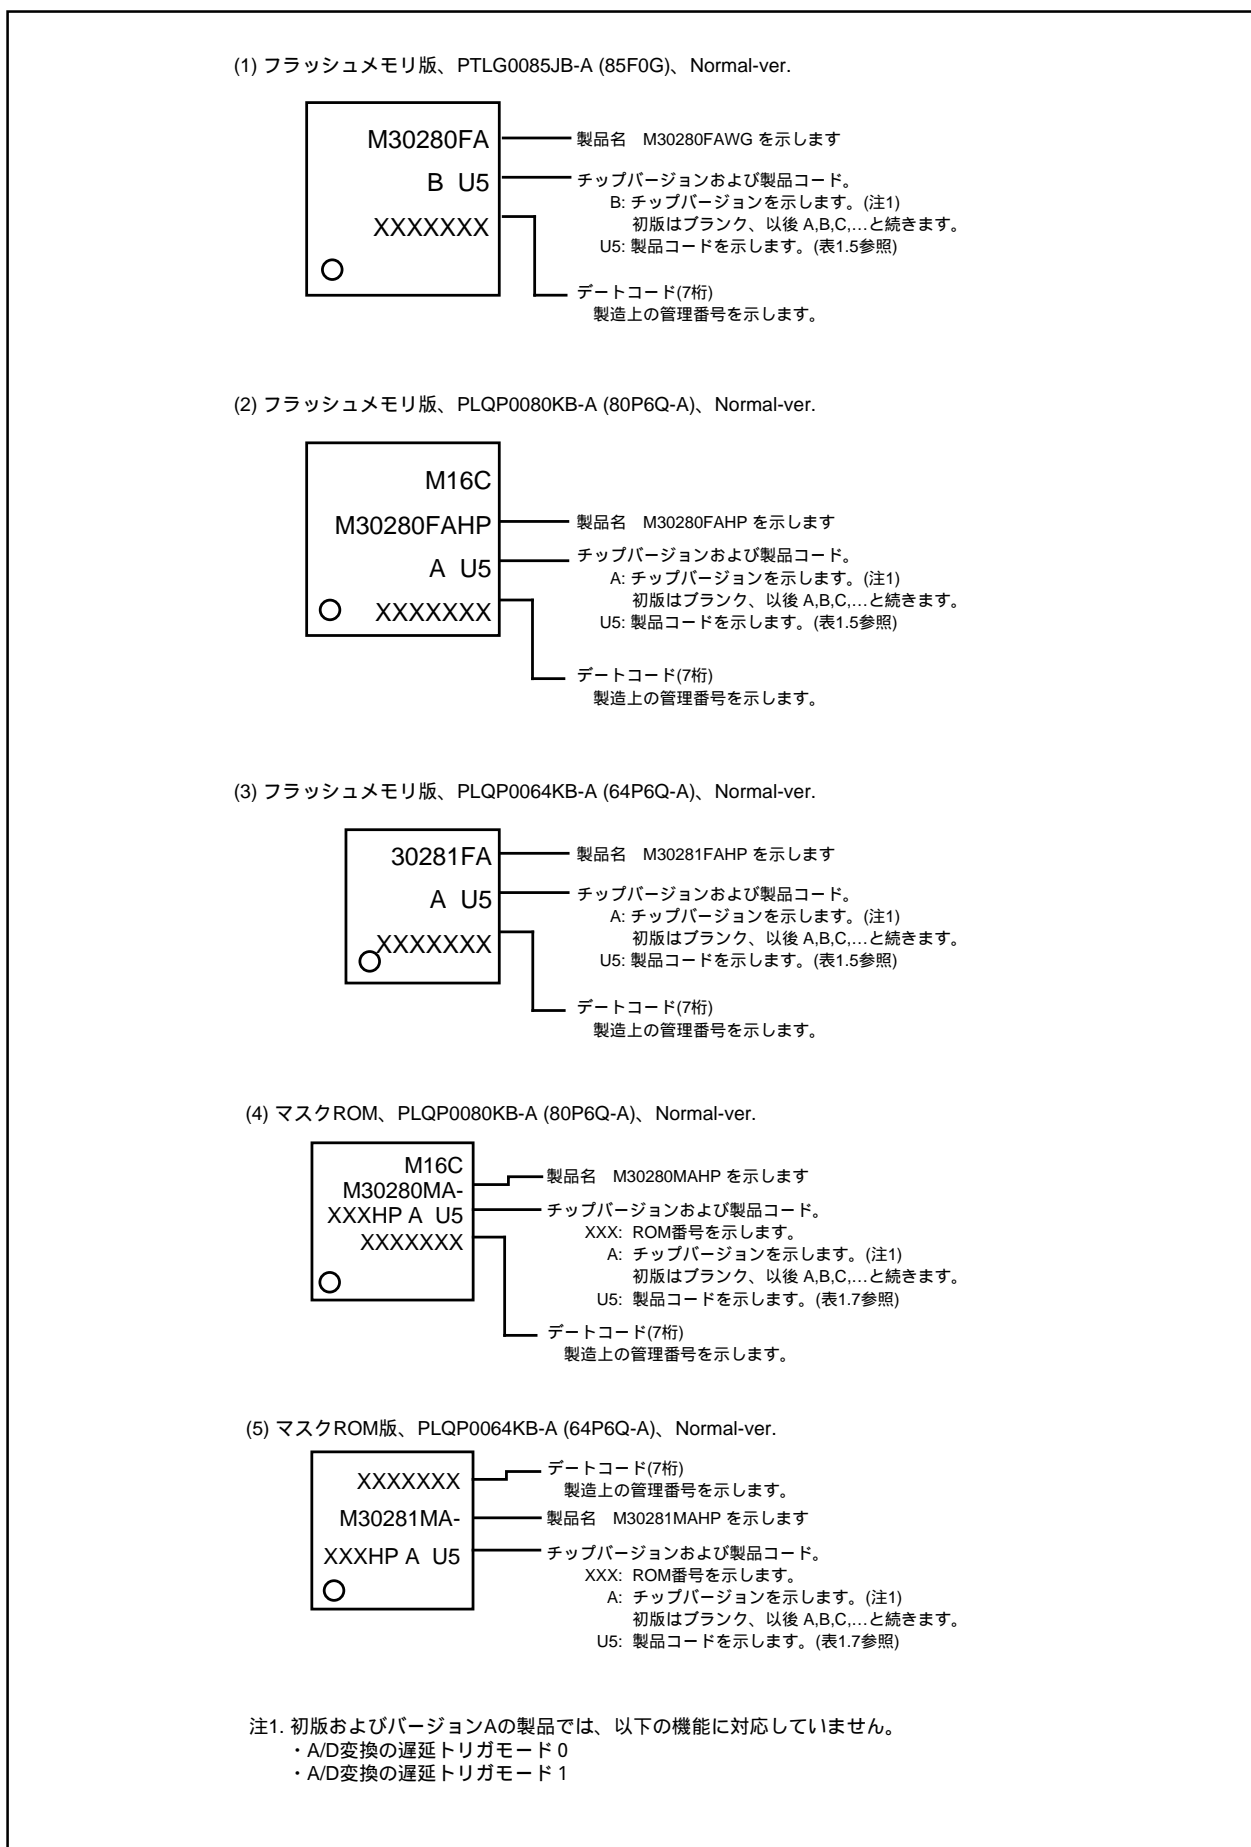 (1) フラッシュメモリ版、PTLG0085JB-A (85F0G)、Normal-ver.
M30280FA
製品名　M30280FAWG を示します
B U5
チップバージョンおよび製品コード。
B: チップバージョンを示します。(注1)
初版はブランク、以後 A,B,C,…と続きます。
U5: 製品コードを示します。(表1.5参照)
XXXXXXX
デートコード(7桁)
製造上の管理番号を示します。
(2) フラッシュメモリ版、PLQP0080KB-A (80P6Q-A)、Normal-ver.
M16C
M30280FAHP
製品名　M30280FAHP を示します
A U5
チップバージョンおよび製品コード。
A: チップバージョンを示します。(注1)
初版はブランク、以後 A,B,C,…と続きます。
U5: 製品コードを示します。(表1.5参照)
XXXXXXX
デートコード(7桁)
製造上の管理番号を示します。
(3) フラッシュメモリ版、PLQP0064KB-A (64P6Q-A)、Normal-ver.
30281FA
製品名　M30281FAHP を示します
A U5
チップバージョンおよび製品コード。
A: チップバージョンを示します。(注1)
初版はブランク、以後 A,B,C,…と続きます。
U5: 製品コードを示します。(表1.5参照)
XXXXXXX
デートコード(7桁)
製造上の管理番号を示します。
(4) マスクROM、PLQP0080KB-A (80P6Q-A)、Normal-ver.
M16C
M30280MA-
製品名　M30280MAHP を示します
XXXHP A U5
チップバージョンおよび製品コード。
XXX: ROM番号を示します。
A: チップバージョンを示します。(注1)
初版はブランク、以後 A,B,C,…と続きます。
U5: 製品コードを示します。(表1.7参照)
XXXXXXX
デートコード(7桁)
製造上の管理番号を示します。
(5) マスクROM版、PLQP0064KB-A (64P6Q-A)、Normal-ver.
XXXXXXX
デートコード(7桁)
製造上の管理番号を示します。
M30281MA-
製品名　M30281MAHP を示します
XXXHP A U5
チップバージョンおよび製品コード。
XXX: ROM番号を示します。
A: チップバージョンを示します。(注1)
初版はブランク、以後 A,B,C,…と続きます。
U5: 製品コードを示します。(表1.7参照)
注1. 初版およびバージョンAの製品では、以下の機能に対応していません。
・A/D変換の遅延トリガモード 0
・A/D変換の遅延トリガモード 1